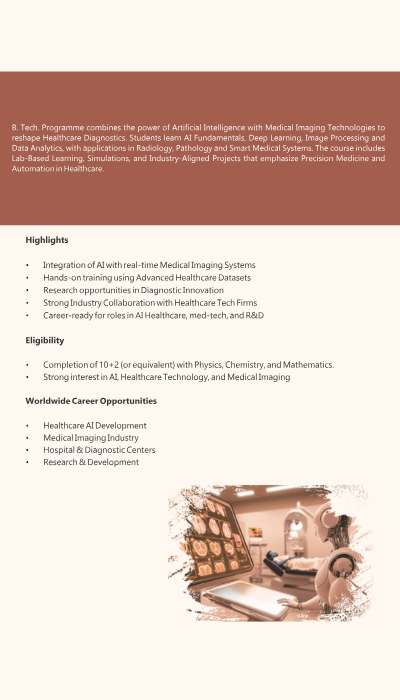 B. Tech. Programme combines the power of Artificial Intelligence with Medical Imaging Technologies to
reshape Healthcare Diagnostics. Students learn AI Fundamentals, Deep Learning, Image Processing and
Data Analytics, with applications in Radiology, Pathology and Smart Medical Systems. The course includes
Lab-Based Learning, Simulations, and Industry-Aligned Projects that emphasize Precision Medicine and
Automation in Healthcare.
Highlights
• Integration of AI with real-time Medical Imaging Systems
• Hands-on training using Advanced Healthcare Datasets
• Research opportunities in Diagnostic Innovation
• Strong Industry Collaboration with Healthcare Tech Firms
• Career-ready for roles in AI Healthcare, med-tech, and R&D
Eligibility
• Completion of 10+2 (or equivalent) with Physics, Chemistry, and Mathematics.
• Strong interest in AI, Healthcare Technology, and Medical Imaging
Worldwide Career Opportunities
• Healthcare AI Development
• Medical Imaging Industry
• Hospital & Diagnostic Centers
• Research & Development